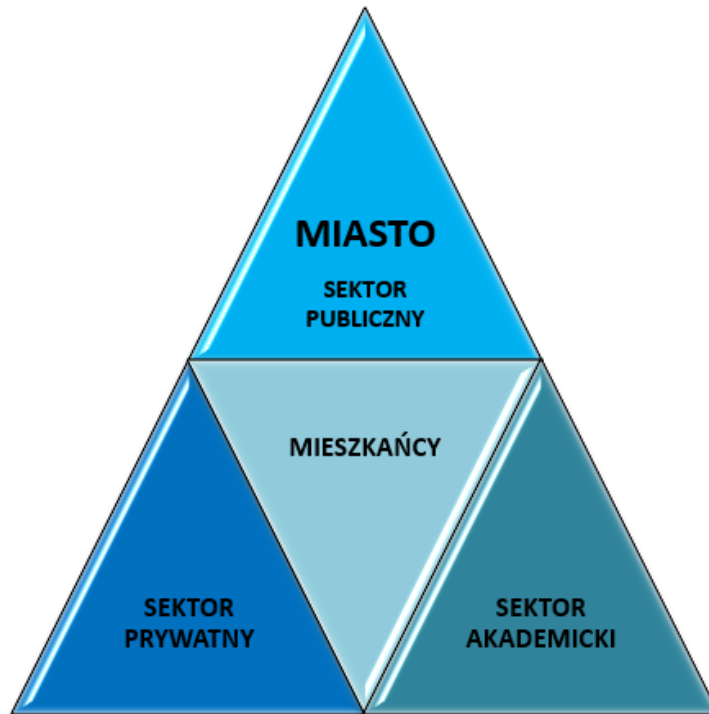 MIASTO
SEKTOR
PUBLICZNY
MIESZKAŃCY
SEKTOR
PRYWATNY
SEKTOR
AKADEMICKI